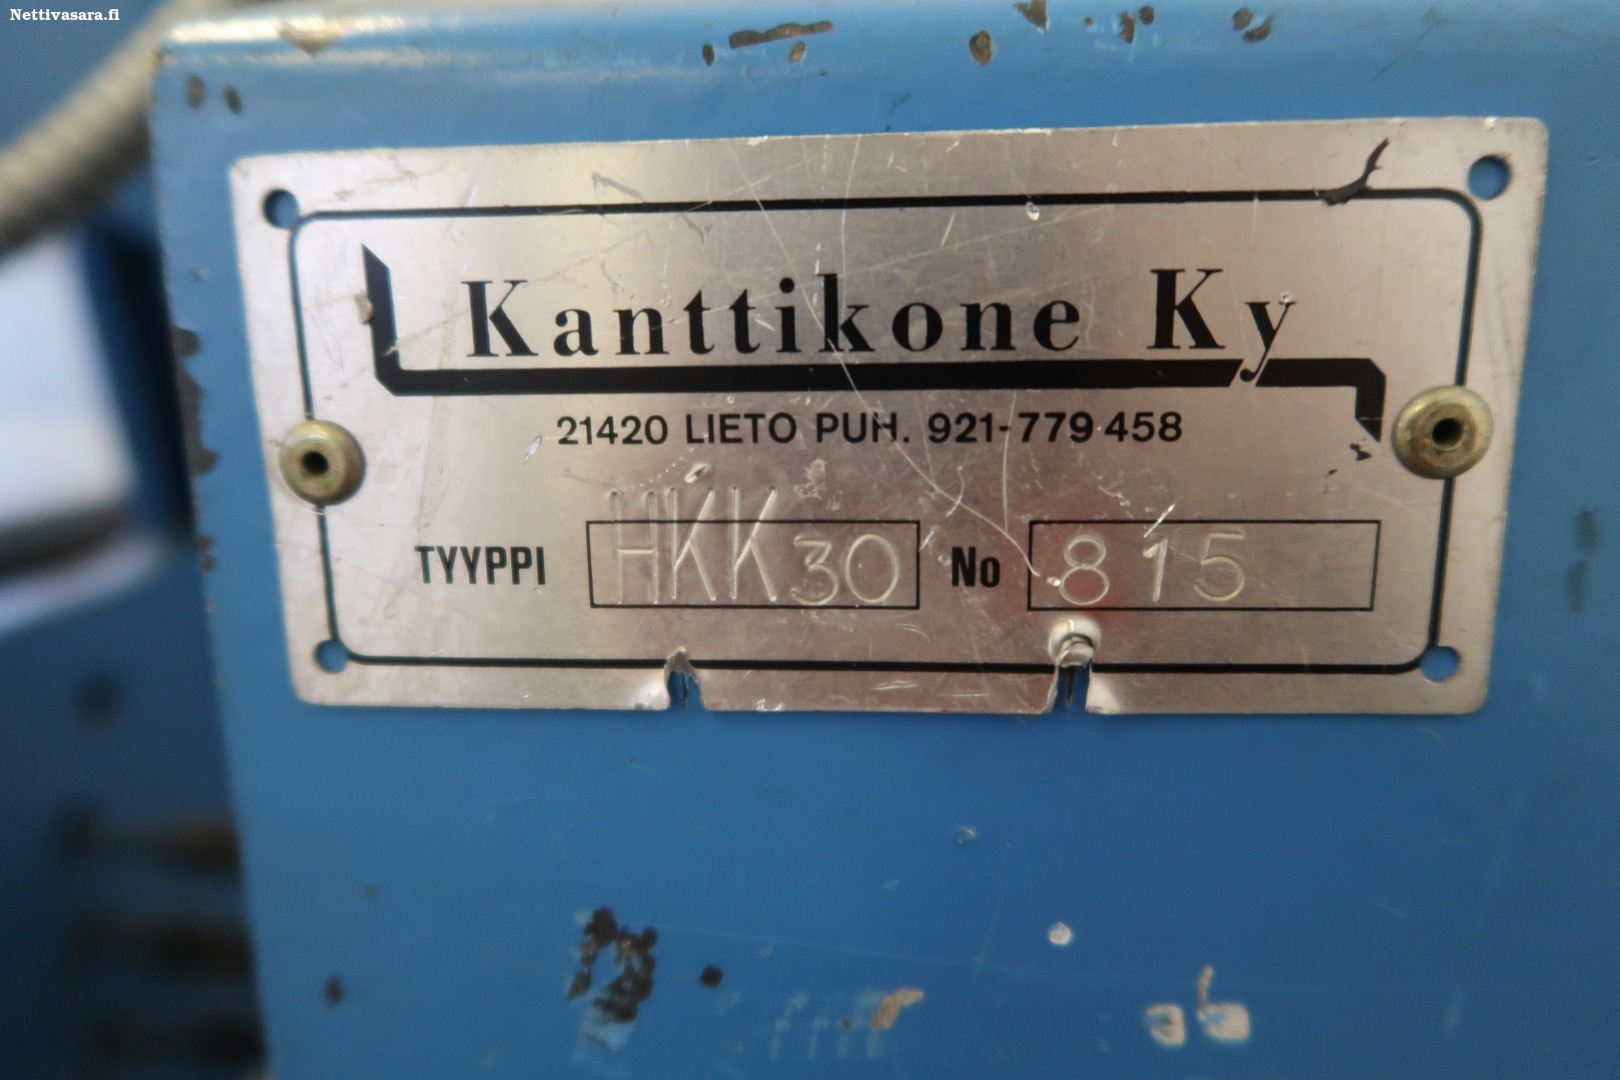 Nettivasara.fi
Kanttikone Ky
21420 LIETO PUH. 921-779 458
TYYPPI HKK30 No 815